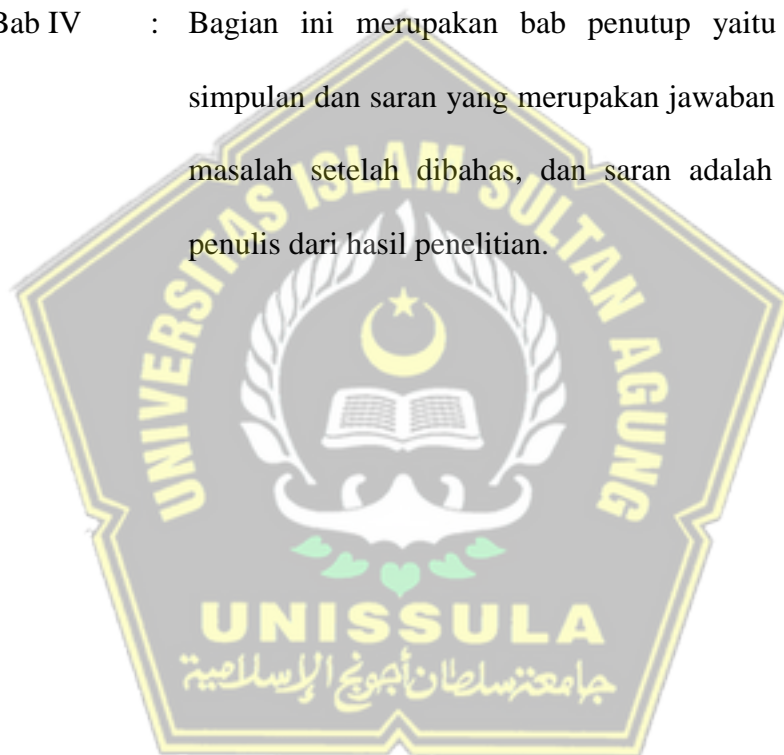 Bab IV : Bagian ini merupakan bab penutup yaitu
simpulan dan saran yang merupakan jawaban
masalah setelah dibahas, dan saran adalah
penulis dari hasil penelitian.
UNIVERSITAS ISLAM SULTAN AGUNG
UNISSULA
جامعة سلطان أجونج الإسلامية